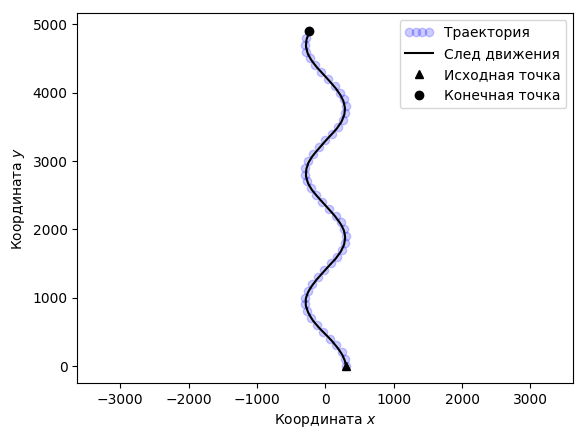 5000
4000
3000
2000
1000
0
Координата y
−3000 −2000 −1000 0 1000 2000 3000
Координата x
Траектория
След движения
Исходная точка
Конечная точка